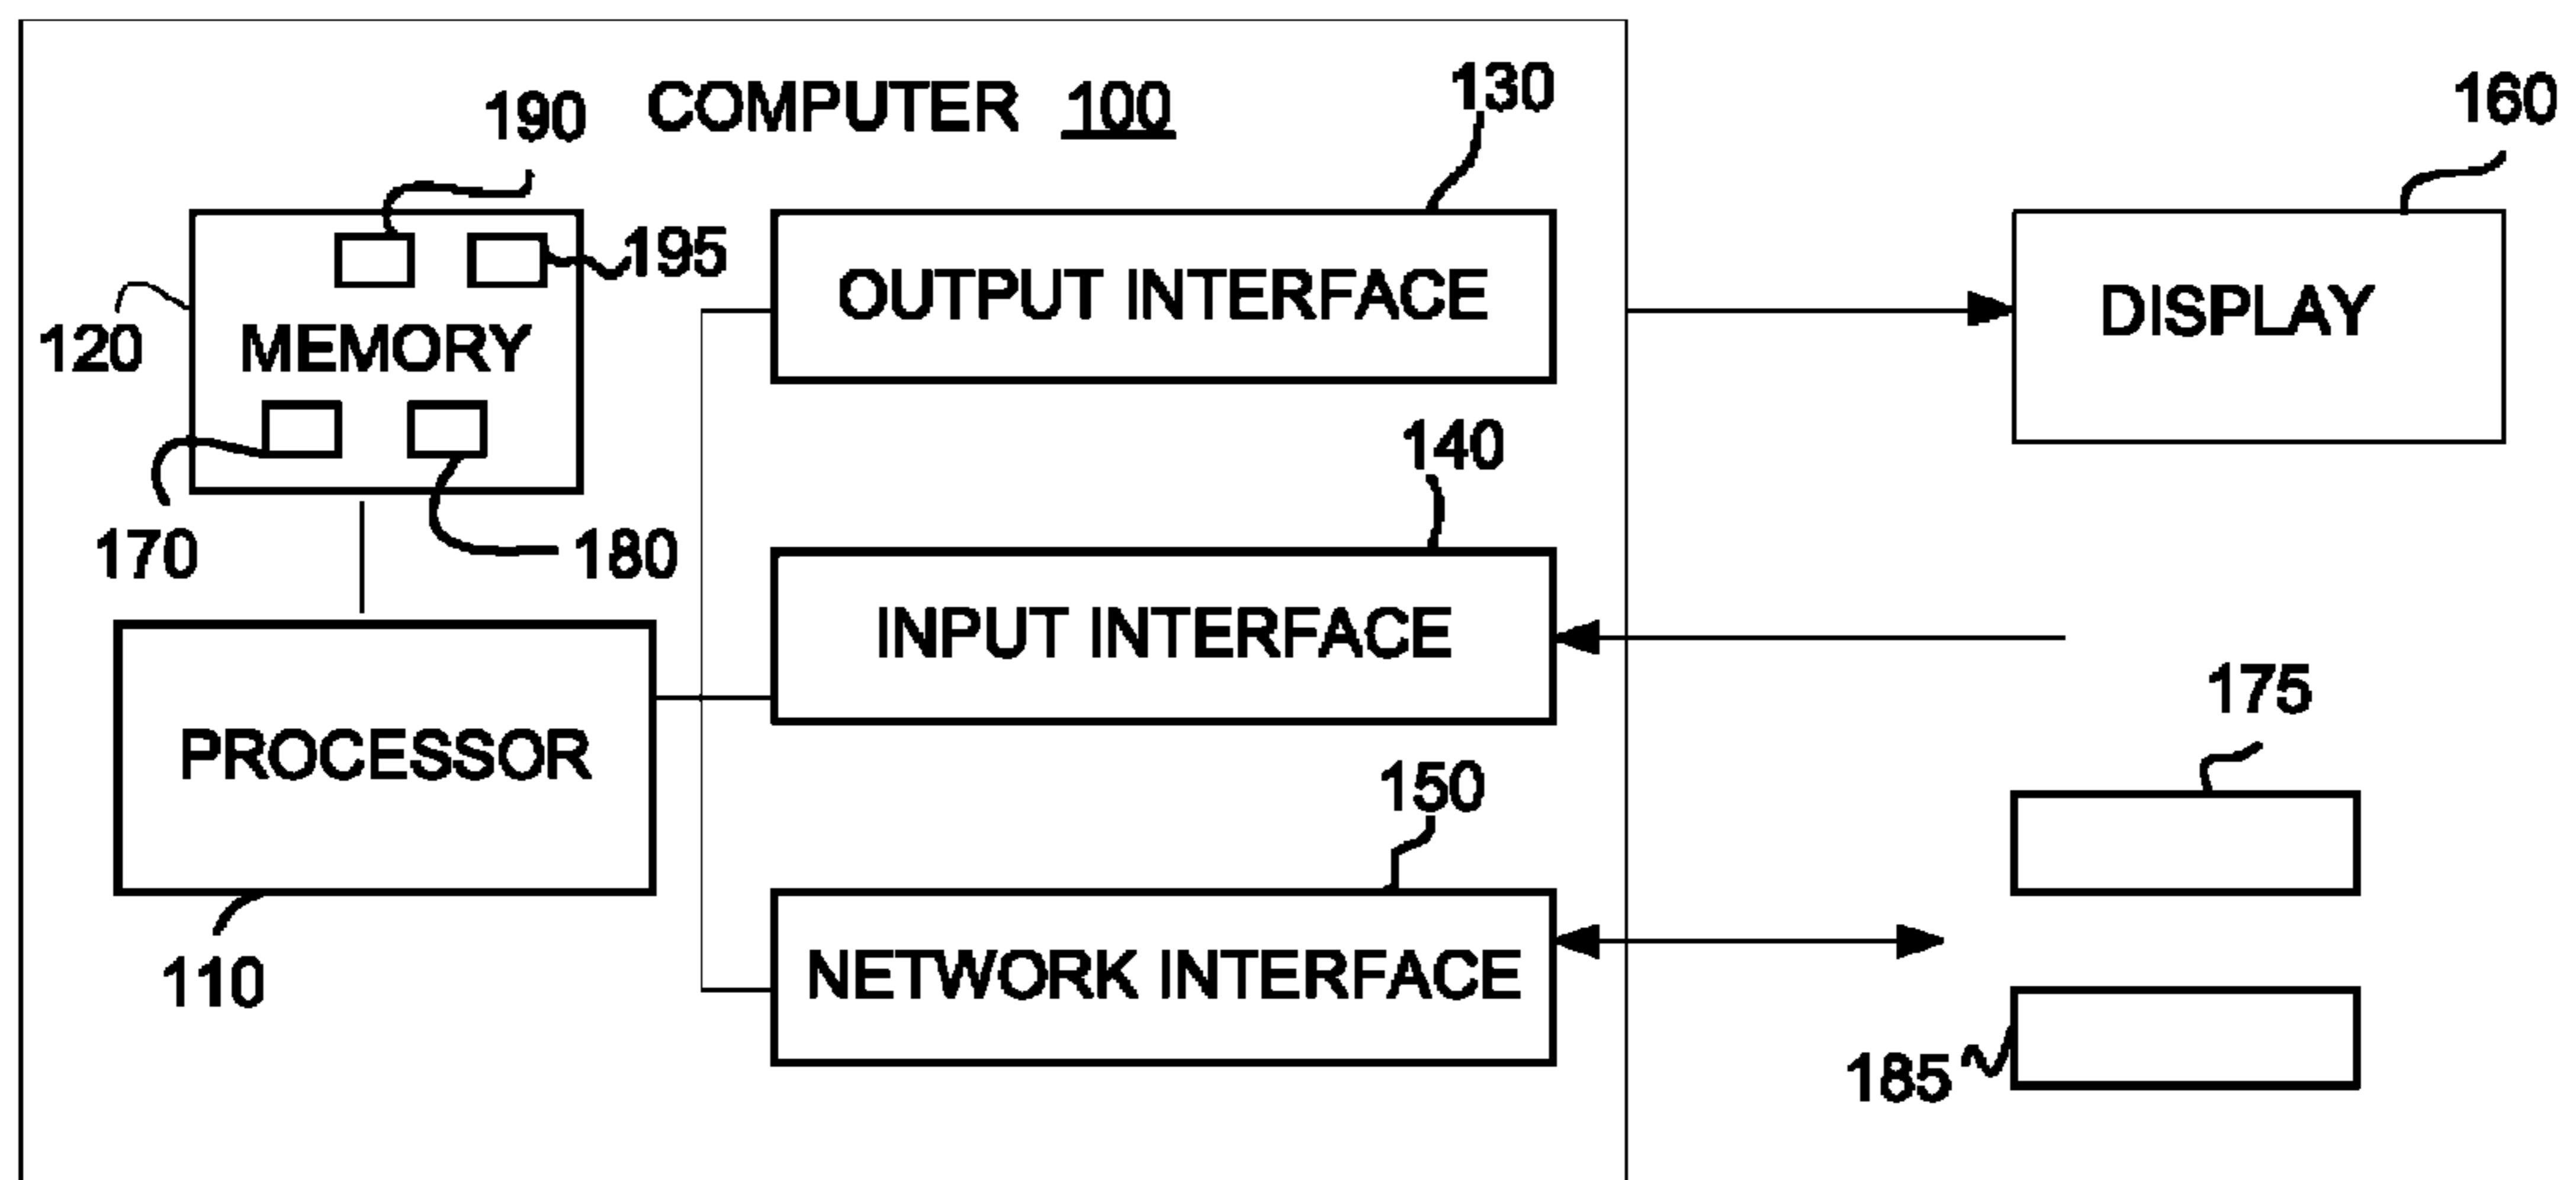 COMPUTER 100
130
160
190
195
OUTPUT INTERFACE
DISPLAY
120
MEMORY
140
170
180
INPUT INTERFACE
175
PROCESSOR
150
110
NETWORK INTERFACE
185